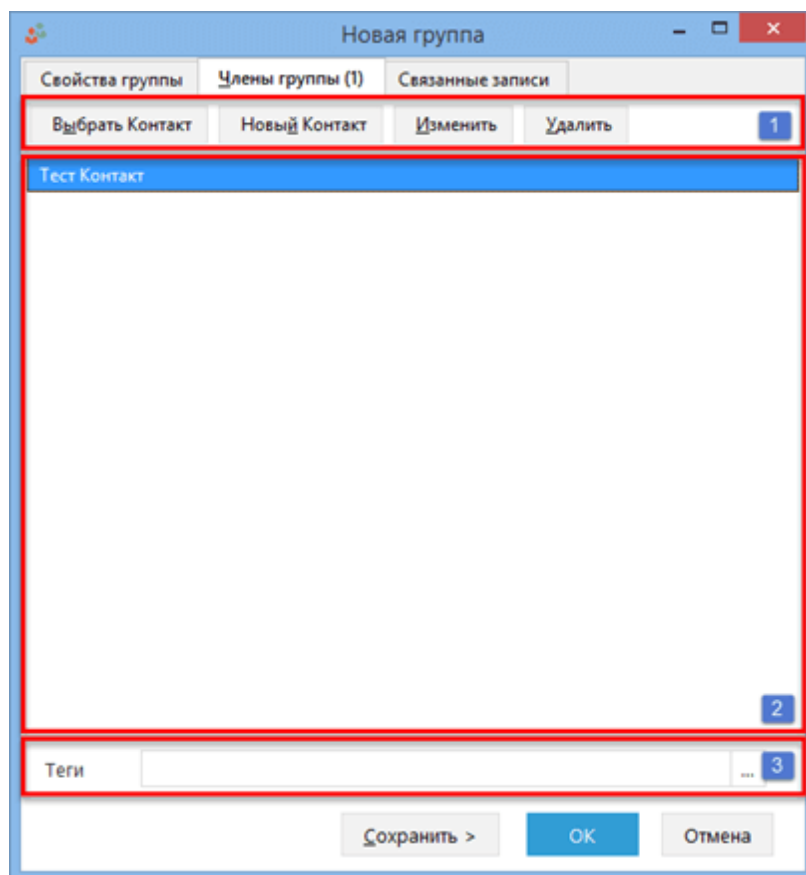 Новая группа
Свойства группы Члены группы (1) Связанные записи
Выбрать Контакт Новый Контакт Изменить Удалить 1
Тест Контакт
2
Теги ... 3
Сохранить > ОК Отмена